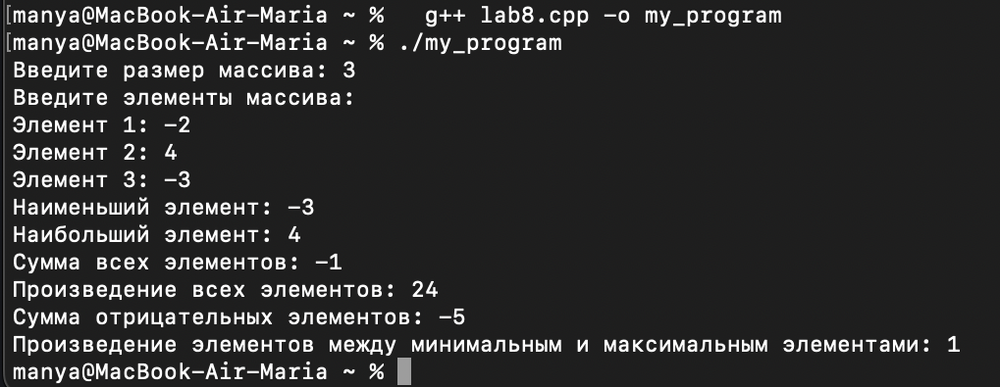 [manya@MacBook-Air-Maria ~ %   g++ lab8.cpp -o my_program
[manya@MacBook-Air-Maria ~ % ./my_program
Введите размер массива: 3
Введите элементы массива:
Элемент 1: -2
Элемент 2: 4
Элемент 3: -3
Наименьший элемент: -3
Наибольший элемент: 4
Сумма всех элементов: -1
Произведение всех элементов: 24
Сумма отрицательных элементов: -5
Произведение элементов между минимальным и максимальным элементами: 1
manya@MacBook-Air-Maria ~ %